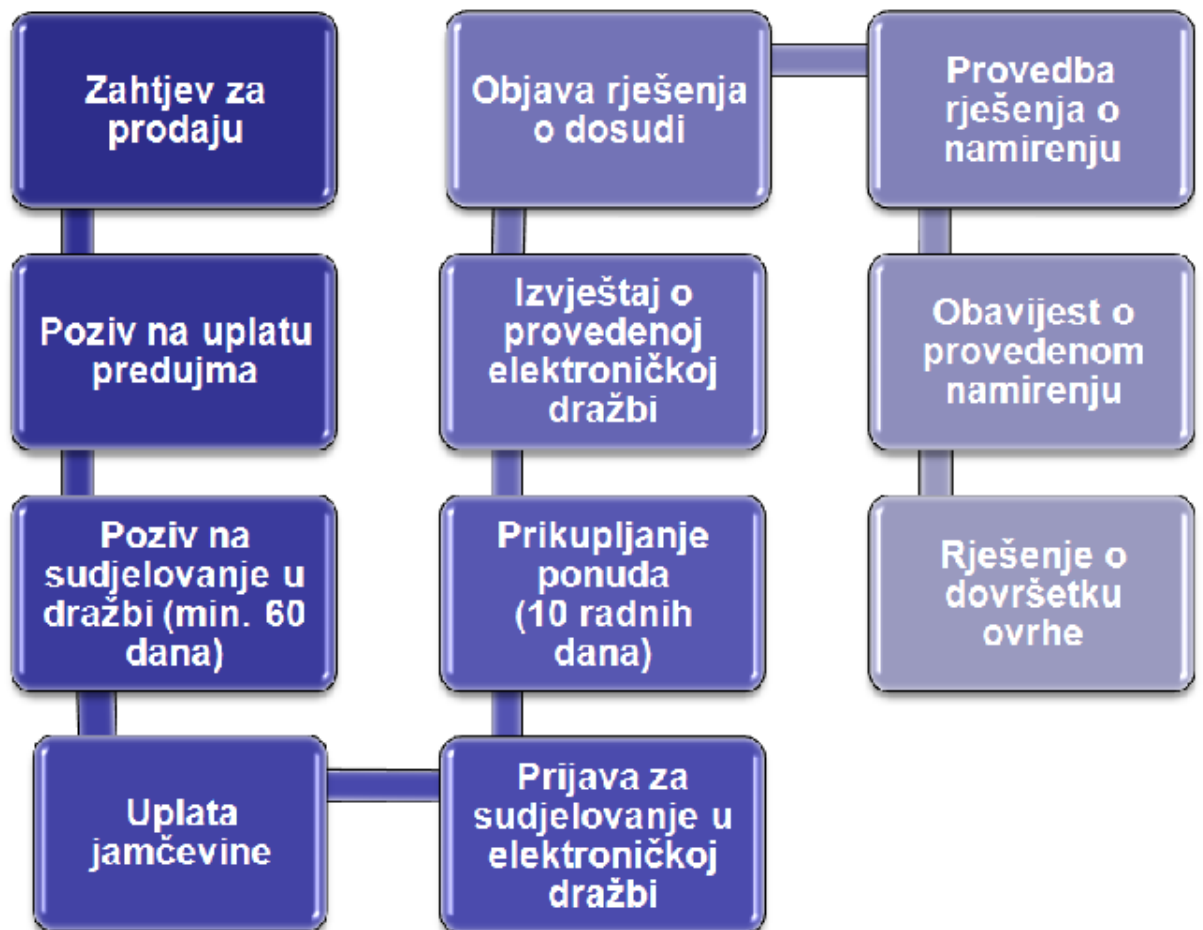 Zahtjev za
prodaju
Poziv na uplatu
predujma
Poziv na
sudjelovanje u
dražbi (min. 60
dana)
Uplata
jamčevine
Prijava za
sudjelovanje u
elektroničkoj
dražbi
Prikupljanje
ponuda
(10 radnih
dana)
Izvještaj o
provedenoj
elektroničkoj
dražbi
Objava rješenja
o dosudi
Provedba
rješenja o
namirenju
Obavijest o
provedenom
namirenju
Rješenje o
dovršetku
ovrhe